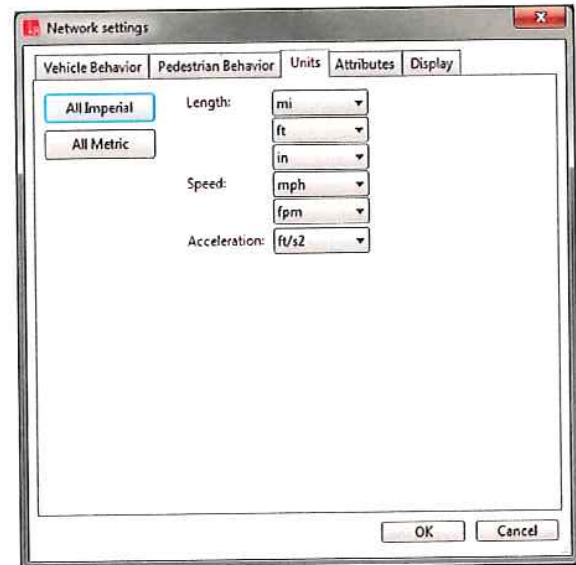 Network settings
Vehicle Behavior Pedestrian Behavior Units Attributes Display
All Imperial Length: mi
All Metric ft
in
Speed: mph
fpm
Acceleration: ft/s2
OK Cancel